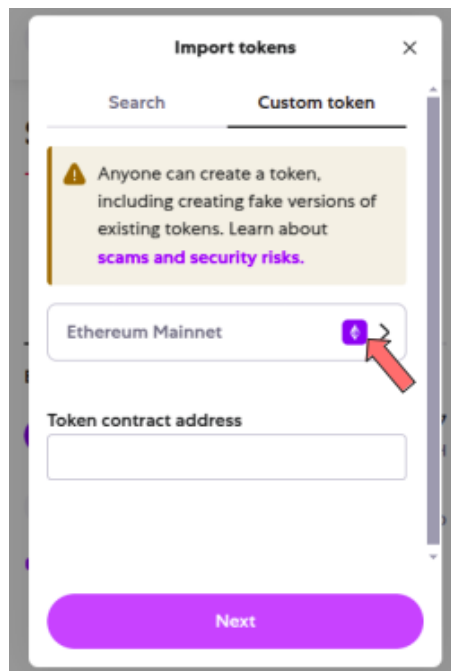 Import tokens
Search
Custom token
Anyone can create a token,
including creating fake versions of
existing tokens. Learn about
scams and security risks.
Ethereum Mainnet
Token contract address
Next